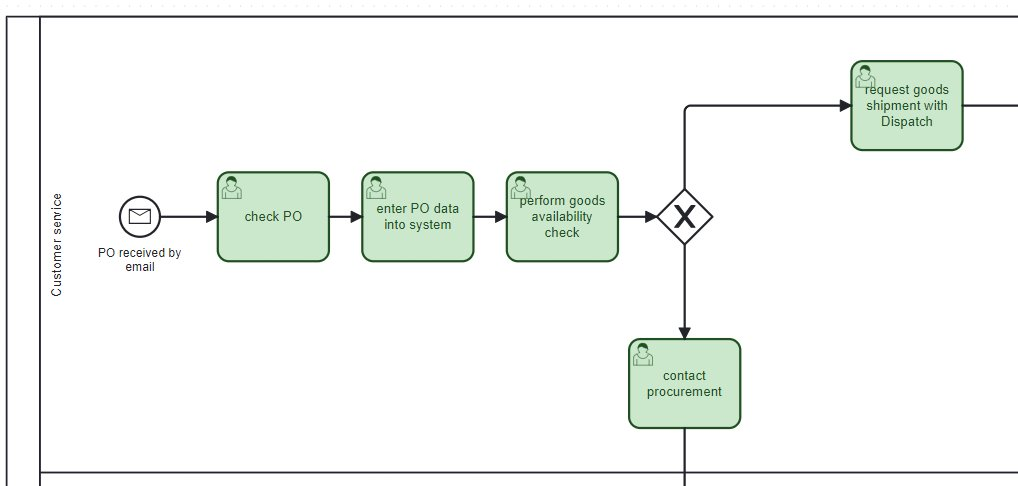 Customer service
PO received by
email
check PO
enter PO data
into system
perform goods
availability
check
X
request goods
shipment with
Dispatch
contact
procurement